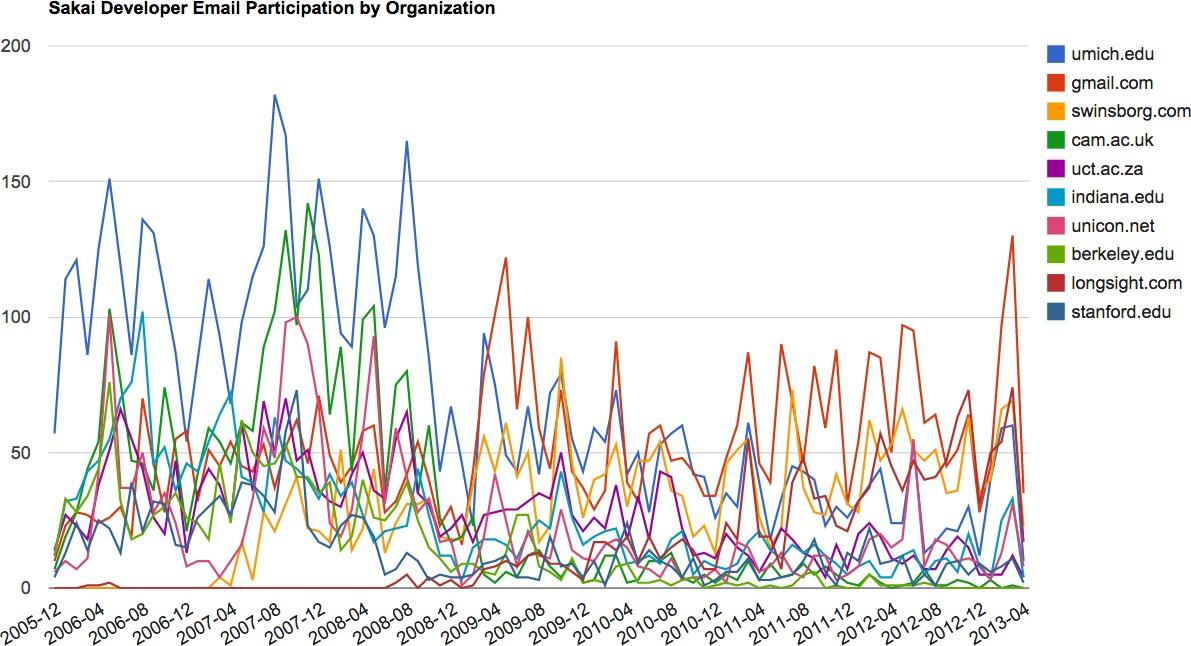 Sakai Developer Email Participation by Organization
200
150
100
50
0
umich.edu
gmail.com
swinsborg.com
cam.ac.uk
uct.ac.za
indiana.edu
unicon.net
berkeley.edu
longsight.com
stanford.edu
2005-12
2006-04
2006-08
2006-12
2007-04
2007-08
2007-12
2008-04
2008-08
2008-12
2009-04
2009-08
2009-12
2010-04
2010-08
2010-12
2011-04
2011-08
2011-12
2012-04
2012-08
2012-12
2013-04